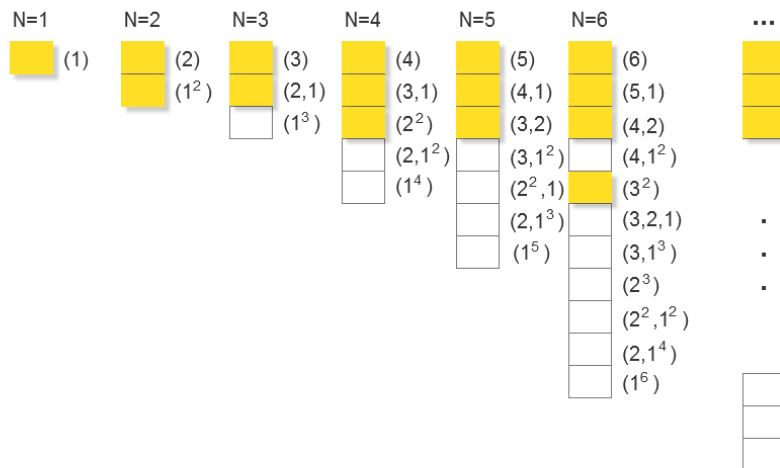 N=1 N=2 N=3 N=4 N=5 N=6 ...
(1) (2) (3) (4) (5) (6)
(1²) (2,1) (3,1) (4,1) (5,1)
(1³) (2²) (3,2) (4,2)
(2,1²) (3,1²) (4,1²)
(1⁴) (2²,1) (3²)
(2,1³) (3,2,1)
(1⁵) (3,1³)
(2³)
(2²,1²)
(2,1⁴)
(1⁶)